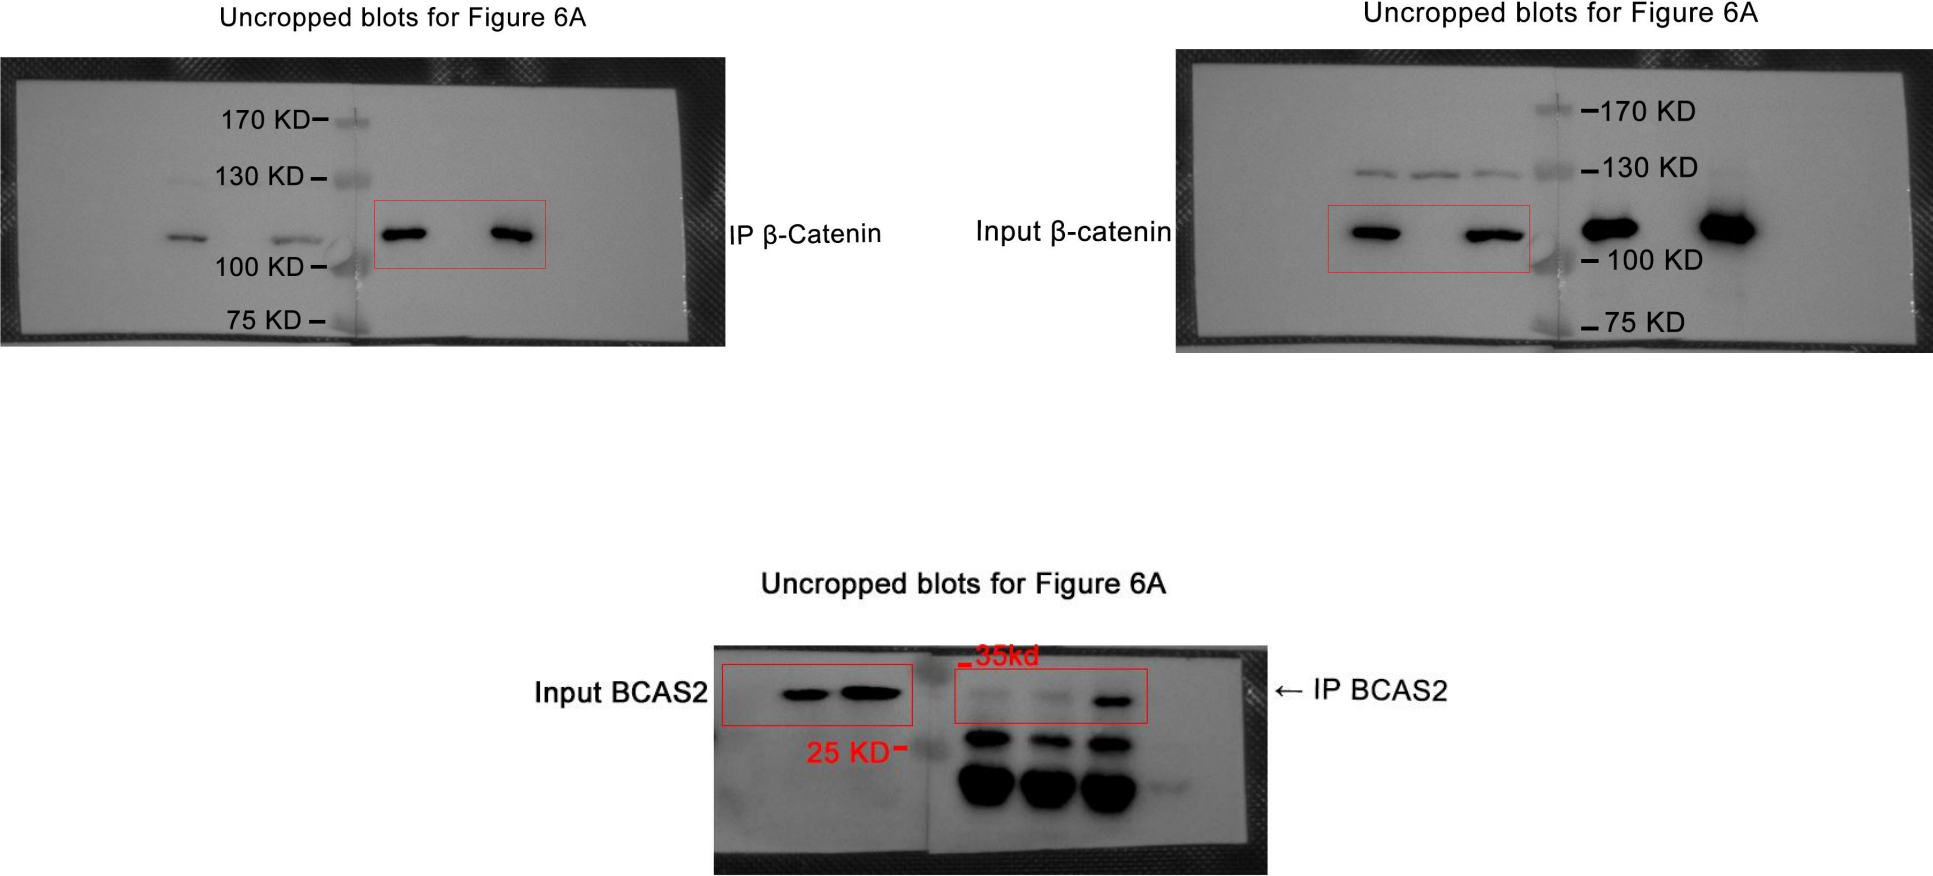 Uncropped blots for Figure 6A
170 KD
130 KD
100 KD
75 KD
IP β-Catenin
Uncropped blots for Figure 6A
Input β-catenin
170 KD
130 KD
100 KD
75 KD
Uncropped blots for Figure 6A
Input BCAS2
35kd
25 KD
← IP BCAS2